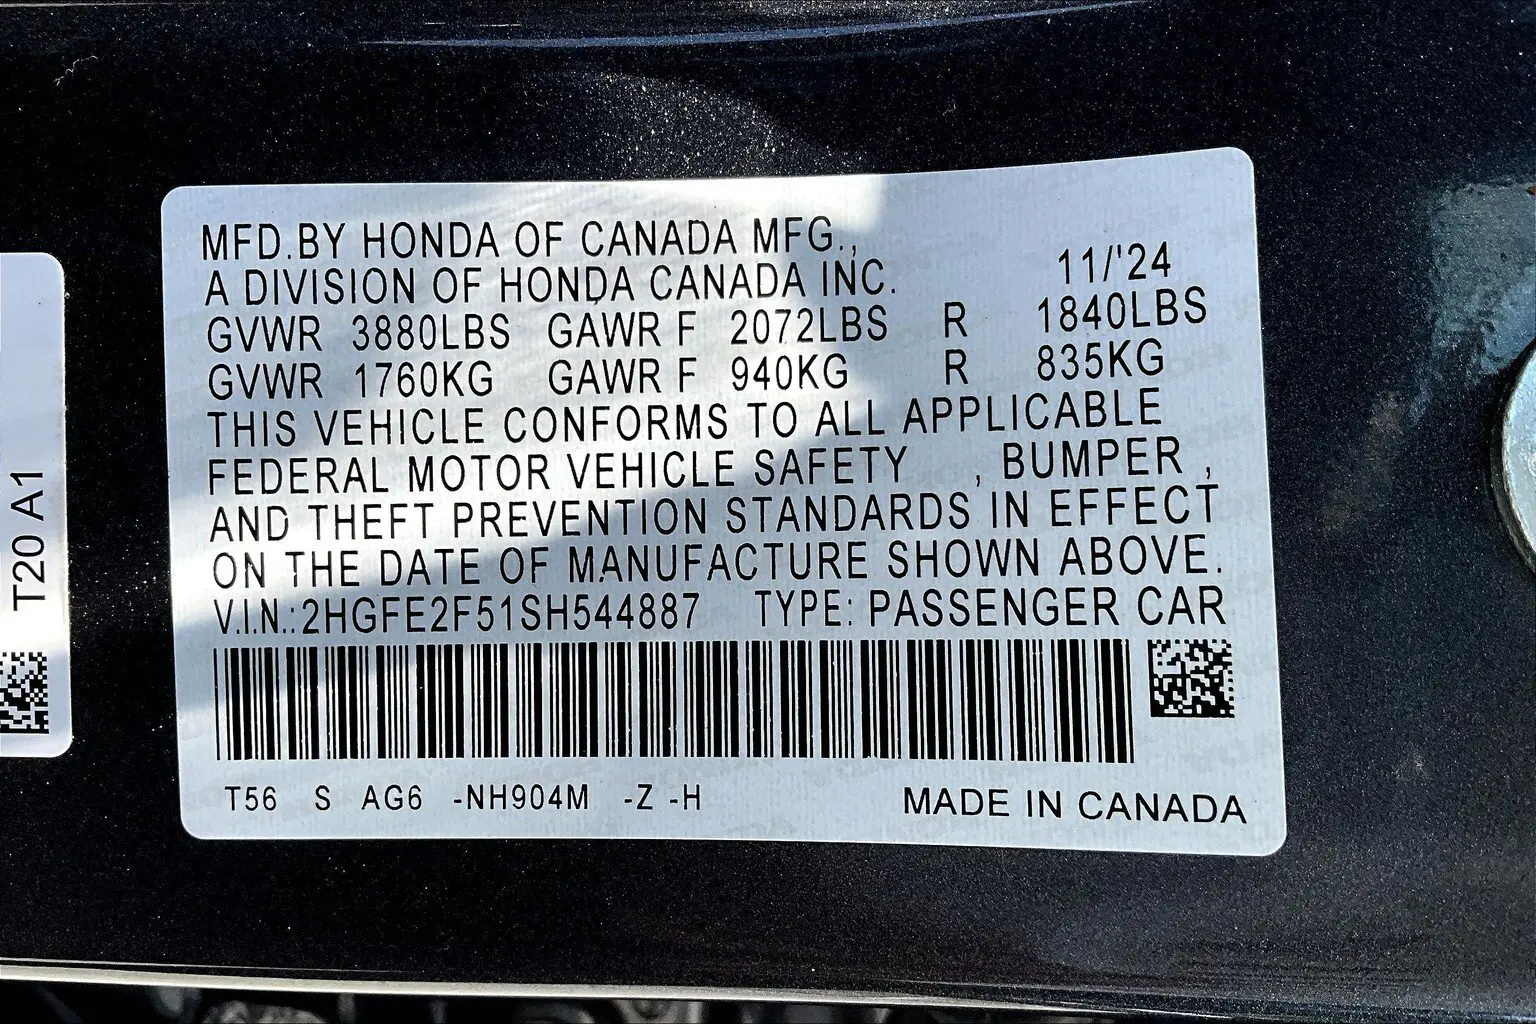 MFD.BY HONDA OF CANADA MFG.,
A DIVISION OF HONDA CANADA INC. 11/'24
GVWR 3880LBS GAWR F 2072LBS R 1840LBS
GVWR 1760KG GAWR F 940KG R 835KG
THIS VEHICLE CONFORMS TO ALL APPLICABLE
FEDERAL MOTOR VEHICLE SAFETY , BUMPER ,
AND THEFT PREVENTION STANDARDS IN EFFECT
ON THE DATE OF MANUFACTURE SHOWN ABOVE.
V.I.N.:2HGFE2F51SH544887 TYPE: PASSENGER CAR
T56 S AG6 -NH904M -Z -H MADE IN CANADA
T20 A1